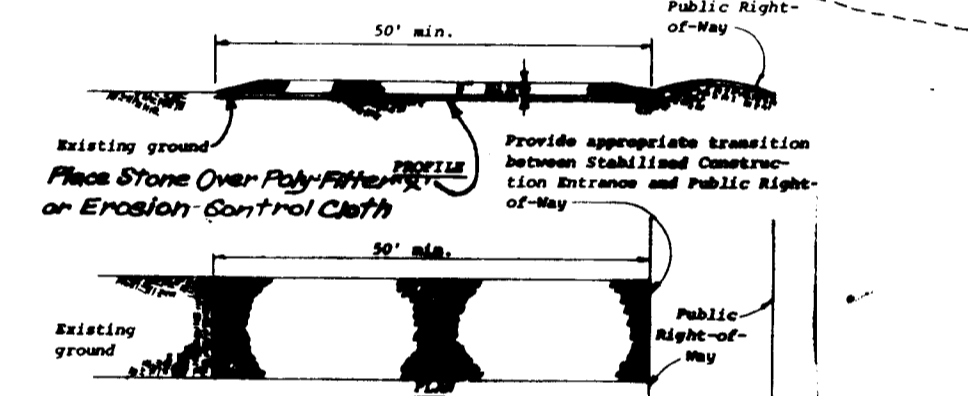 Public Right-
of-Way
50' min.
Existing ground
PROFILE
Place Stone Over Poly-Filter
or Erosion-Control Cloth
Provide appropriate transition
between Stabilized Construc-
tion Entrance and Public Right-
of-Way
50' min.
Existing
ground
Public
Right-of-
Way
PLAN